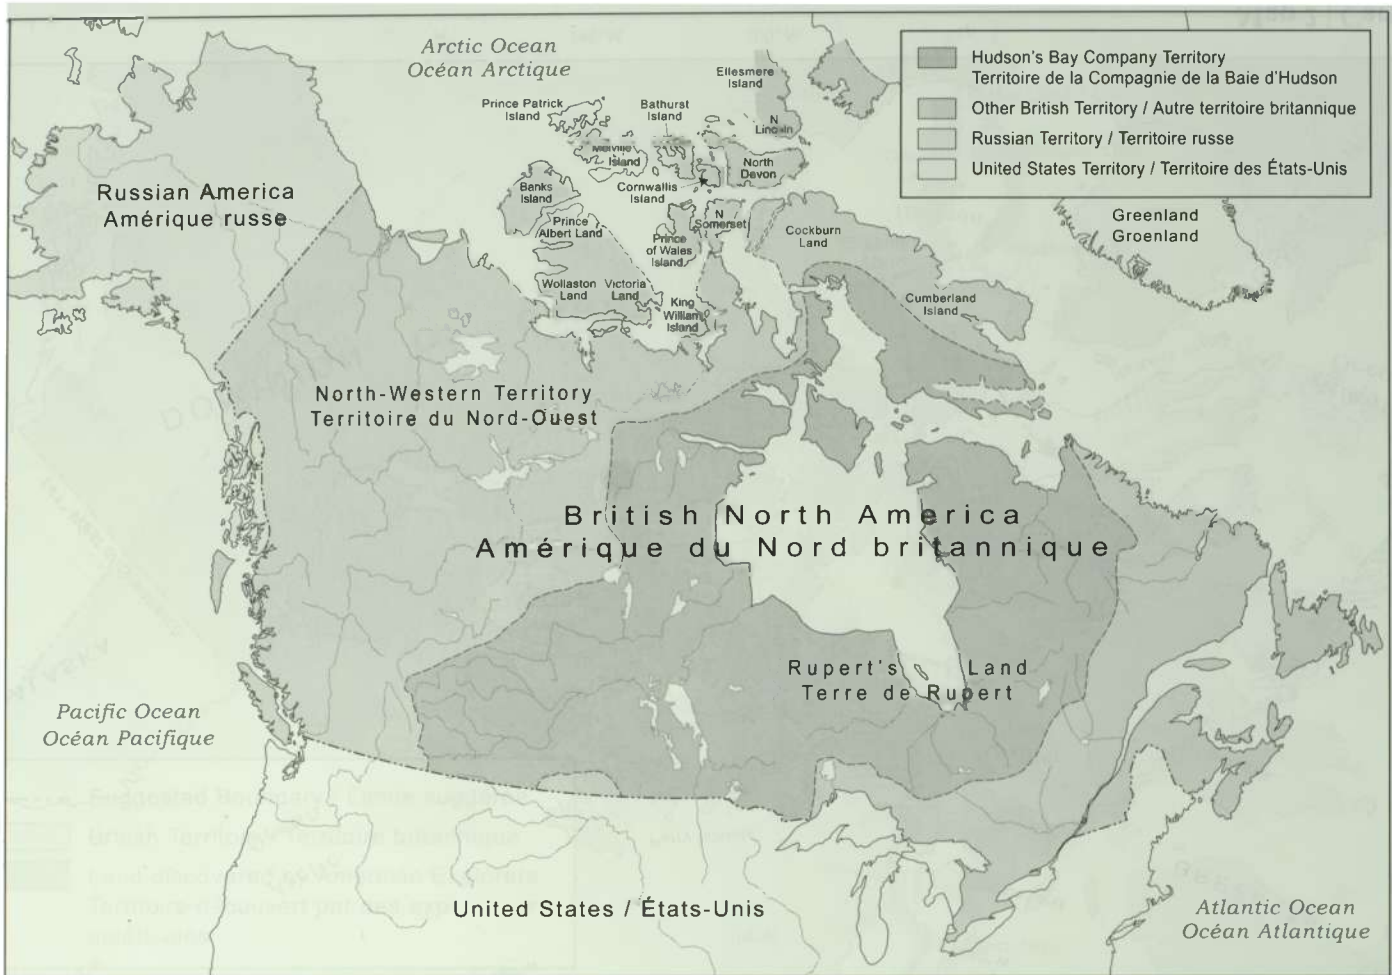 Arctic Ocean
Océan Arctique
Hudson's Bay Company Territory
Territoire de la Compagnie de la Baie d'Hudson
Other British Territory / Autre territoire britannique
Russian Territory / Territoire russe
United States Territory / Territoire des États-Unis
Ellesmere
Island
Prince Patrick
Island
Bathurst
Island
N
Lincoln
Melville
Island
North
Devon
Cornwallis
Island
Banks
Island
Russian America
Amérique russe
Prince
Albert Land
N
Somerset
Prince
of Wales
Island
Cockburn
Land
Greenland
Groenland
Wollaston
Land
Victoria
Land
King
William
Island
Cumberland
Island
North-Western Territory
Territoire du Nord-Ouest
British North America
Amérique du Nord britannique
Rupert's Land
Terre de Rupert
Pacific Ocean
Océan Pacifique
United States / États-Unis
Atlantic Ocean
Océan Atlantique